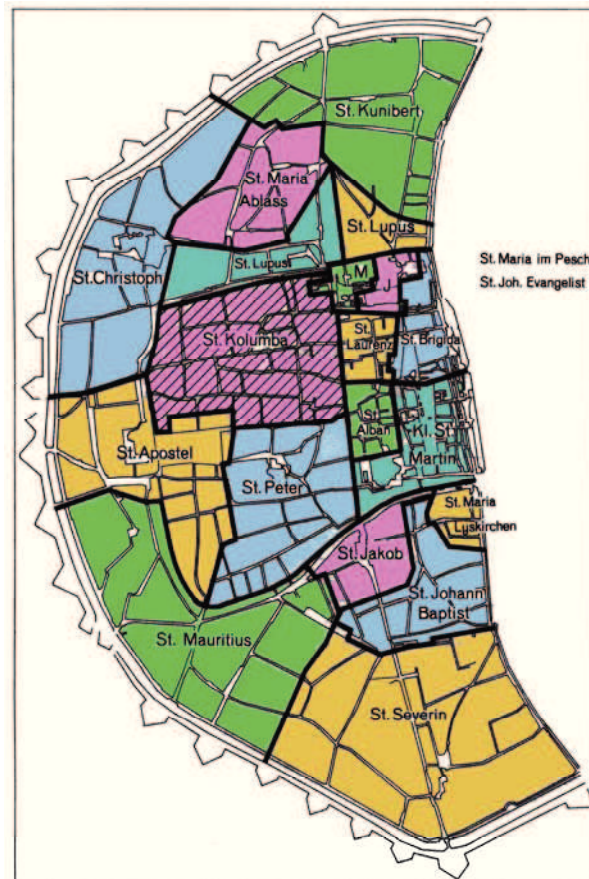 St. Kunibert
St. Maria
Ablass
St. Lupus
St. Christoph
St. Lupus
M
J
St. Maria im Pesch
St. Joh. Evangelist
St. Kolumba
St.
Laurenz
St. Brigida
St.
Alban
Kl. St.
Martin
St. Apostel
St. Peter
St. Maria
Lyskirchen
St. Jakob
St. Johann
Baptist
St. Mauritius
St. Severin